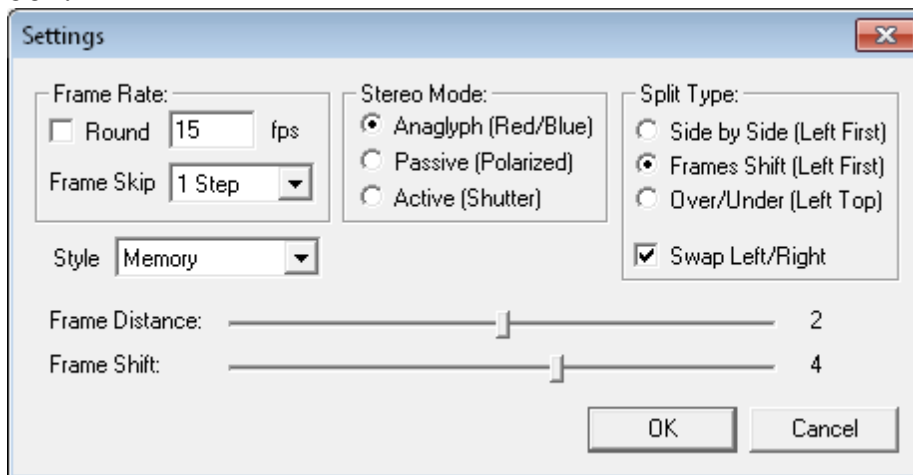 Settings
Frame Rate:
Round 15 fps
Frame Skip 1 Step
Style Memory
Stereo Mode:
Anaglyph (Red/Blue)
Passive (Polarized)
Active (Shutter)
Split Type:
Side by Side (Left First)
Frames Shift (Left First)
Over/Under (Left Top)
Swap Left/Right
Frame Distance: 2
Frame Shift: 4
OK Cancel